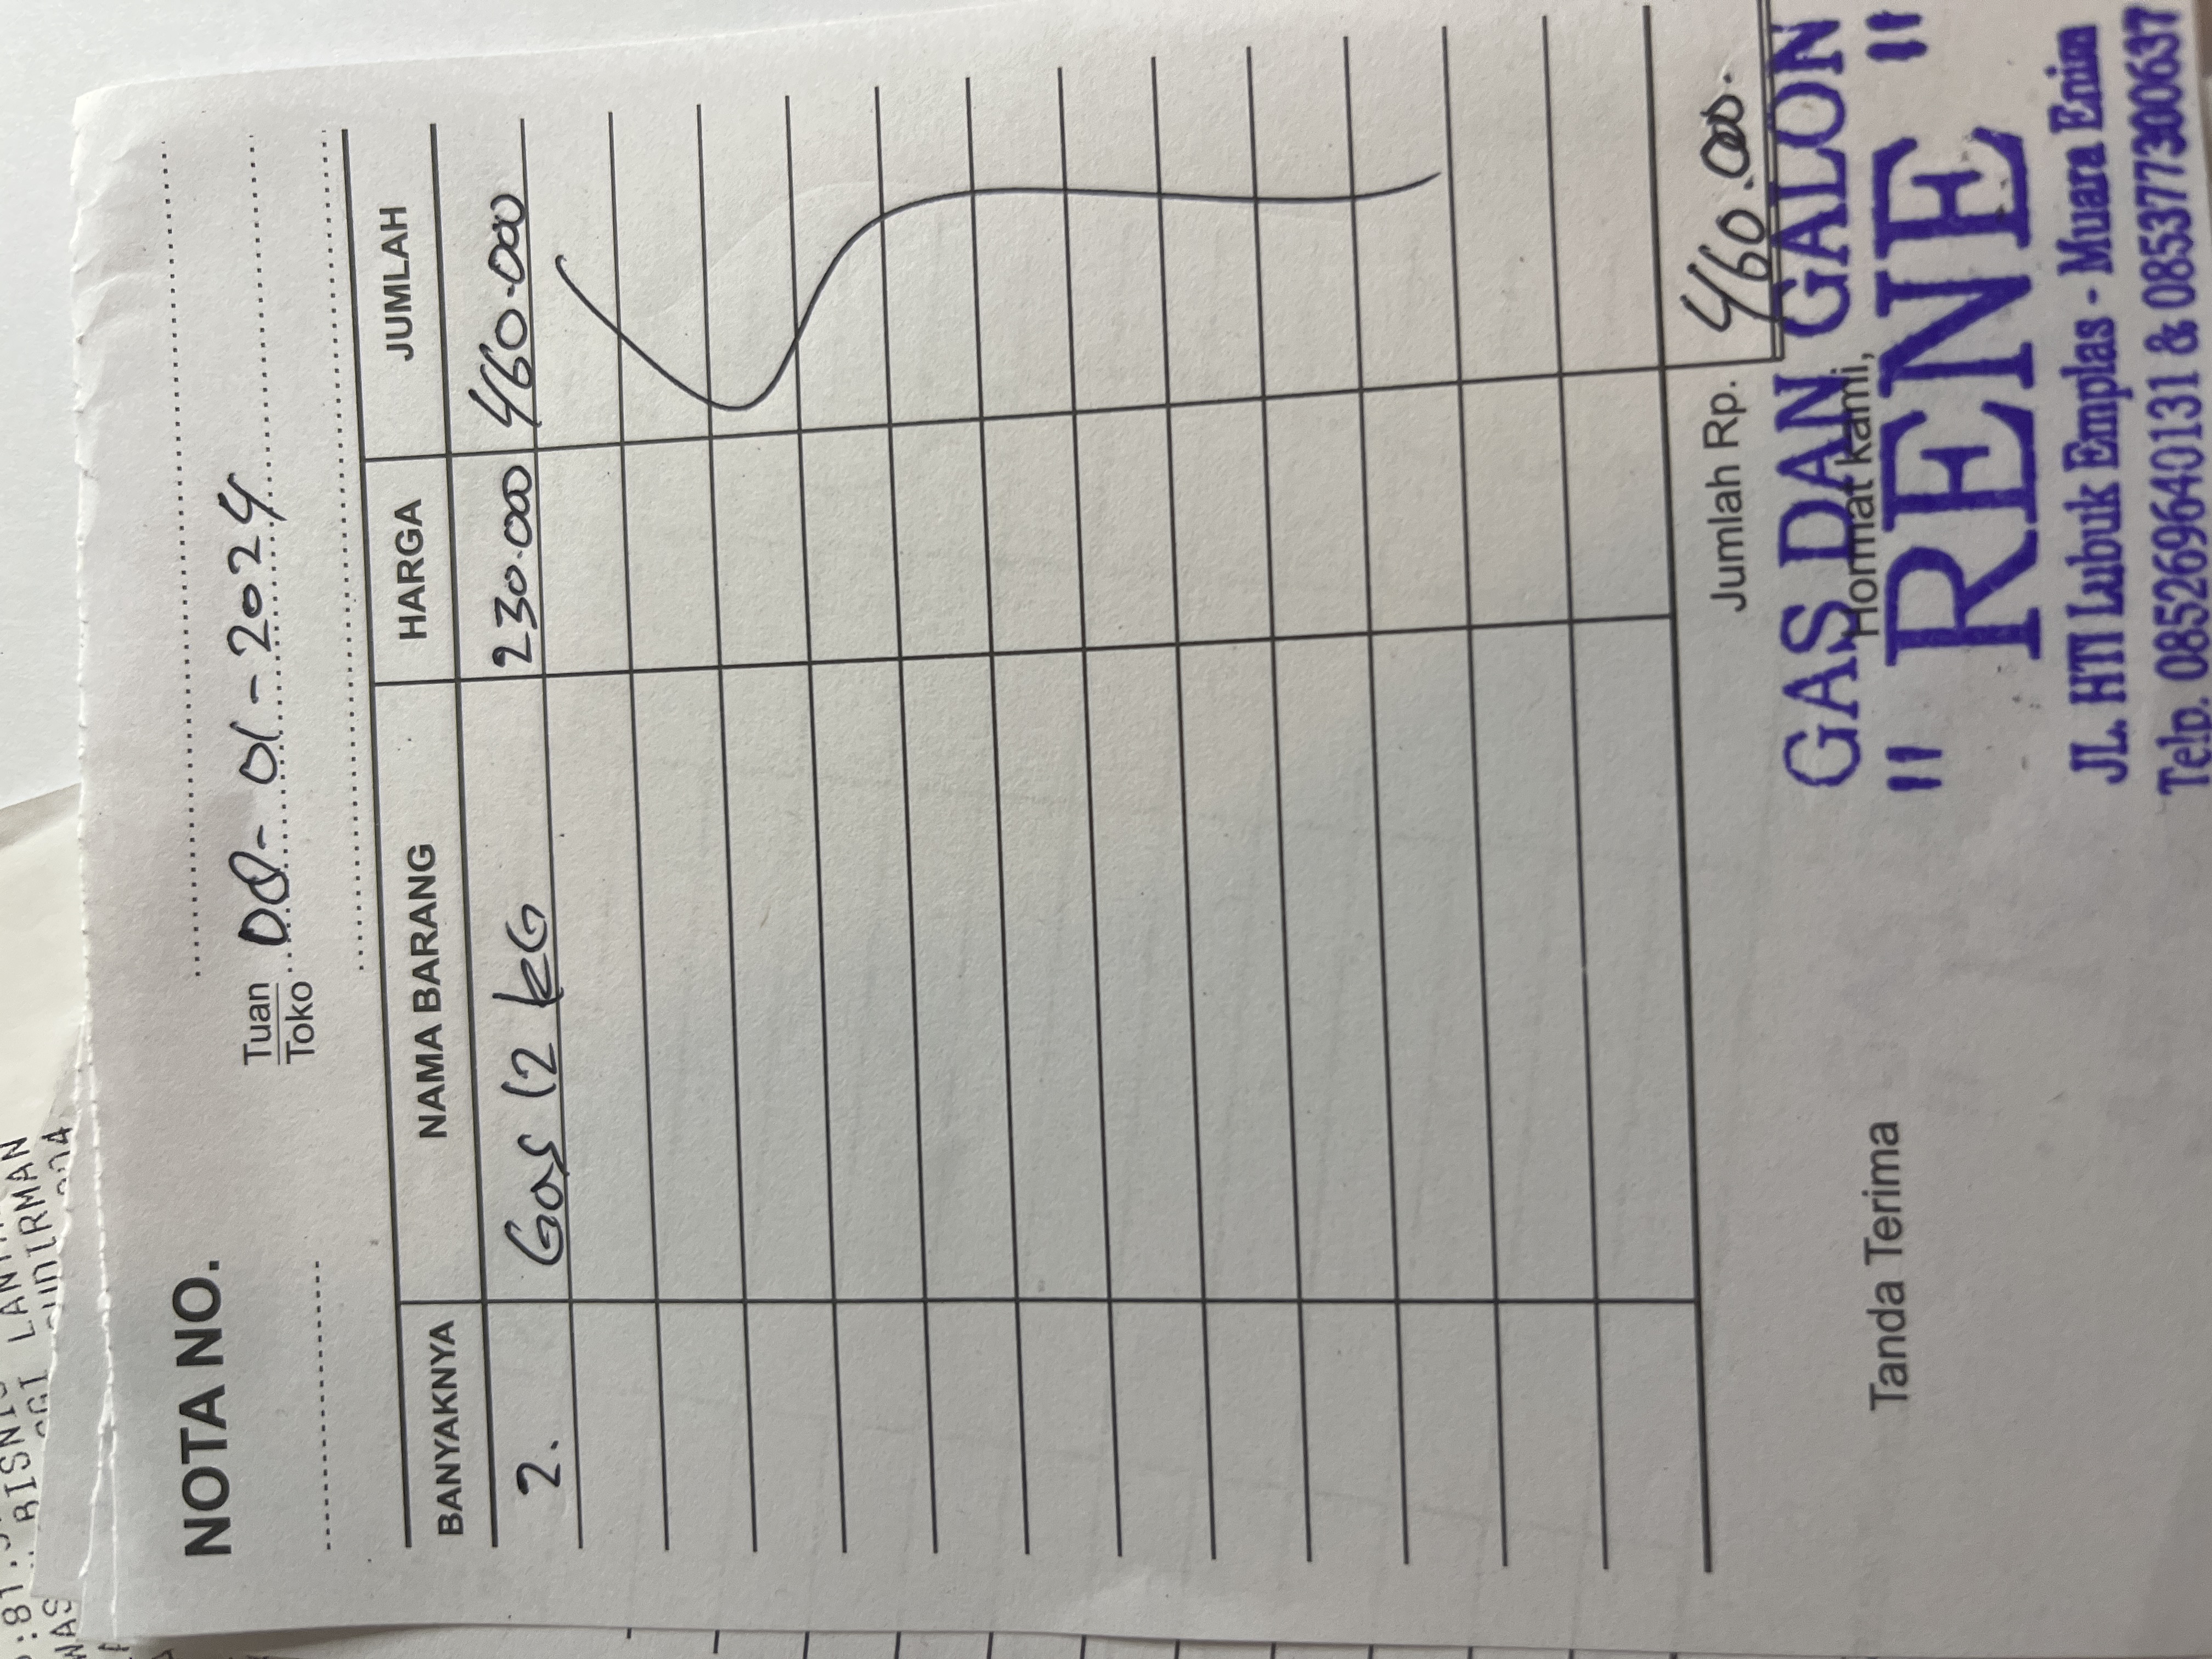 NOTA NO.
Tuan
Toko
08-01-2024
BANYAKNYA NAMA BARANG HARGA JUMLAH
2. Gas 12 kG 230.000 460.000
Jumlah Rp. 460.000.
Tanda Terima Hormat kami,
GAS DAN GALON
" RENE "
JL. HTI Lubuk Emplas - Muara Enim
Telp. 085269640131 & 085377300637
UNIRMAN